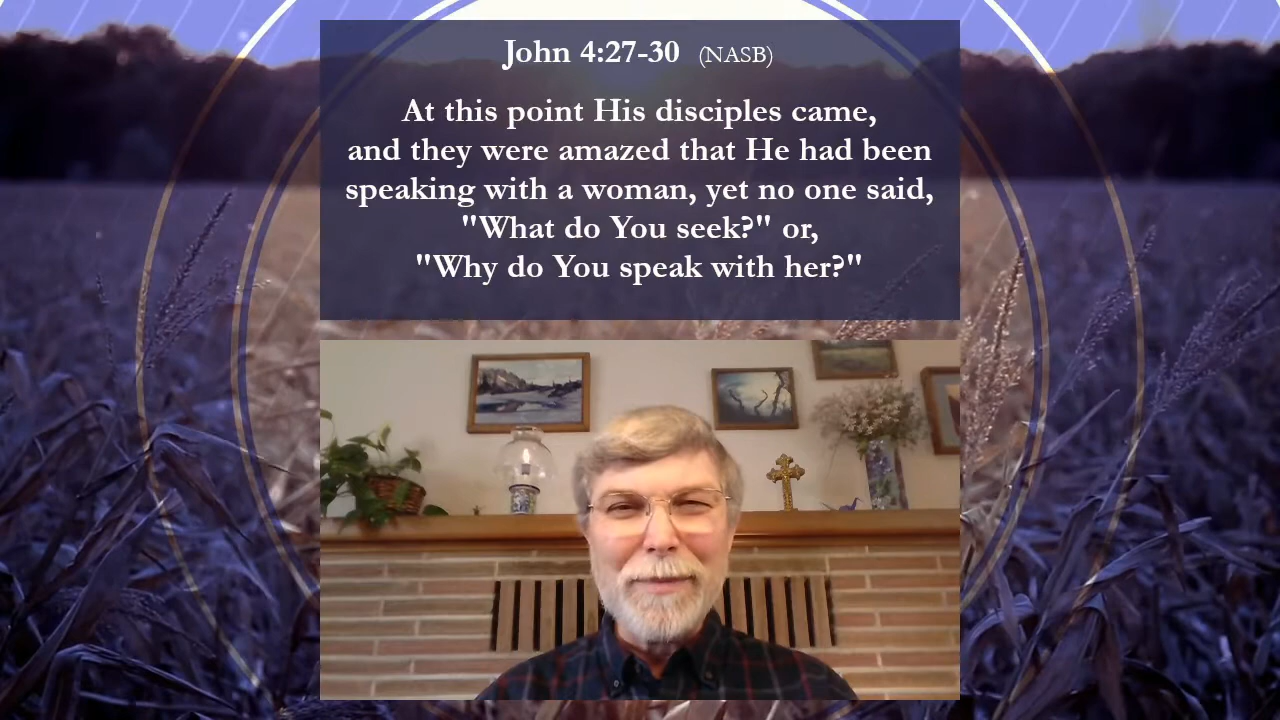 John 4:27-30 (NASB)
At this point His disciples came,
and they were amazed that He had been
speaking with a woman, yet no one said,
"What do You seek?" or,
"Why do You speak with her?"